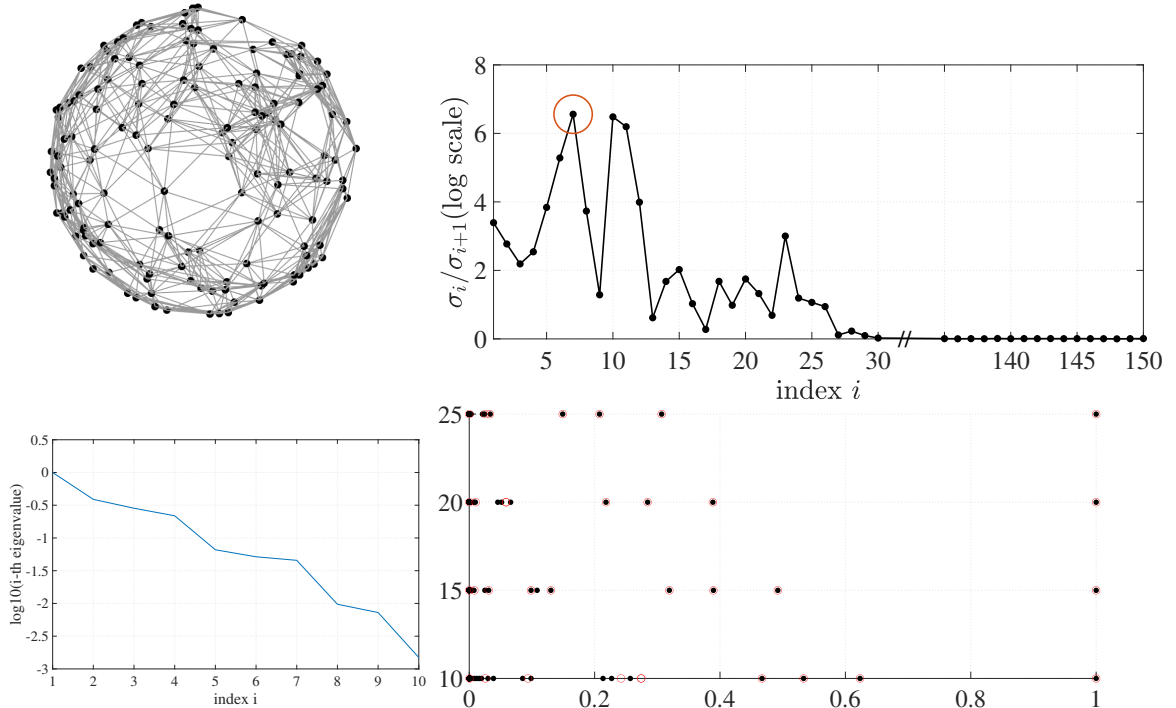 8
6
4
2
0
σ_i/σ_{i+1}(log scale)
5 10 15 20 25 30 140 145 150
index i
0.5
0
-0.5
-1
-1.5
-2
-2.5
-3
log10(i-th eigenvalue)
1 2 3 4 5 6 7 8 9 10
index i
25
20
15
10
0 0.2 0.4 0.6 0.8 1